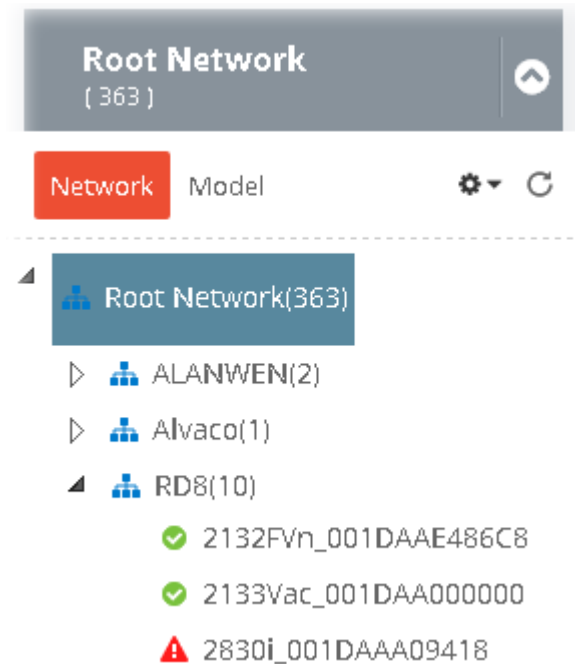 Root Network
( 363 )
Network Model
Root Network(363)
ALANWEN(2)
Alvaco(1)
RD8(10)
2132FVn_001DAAE486C8
2133Vac_001DAA000000
2830i_001DAAA09418